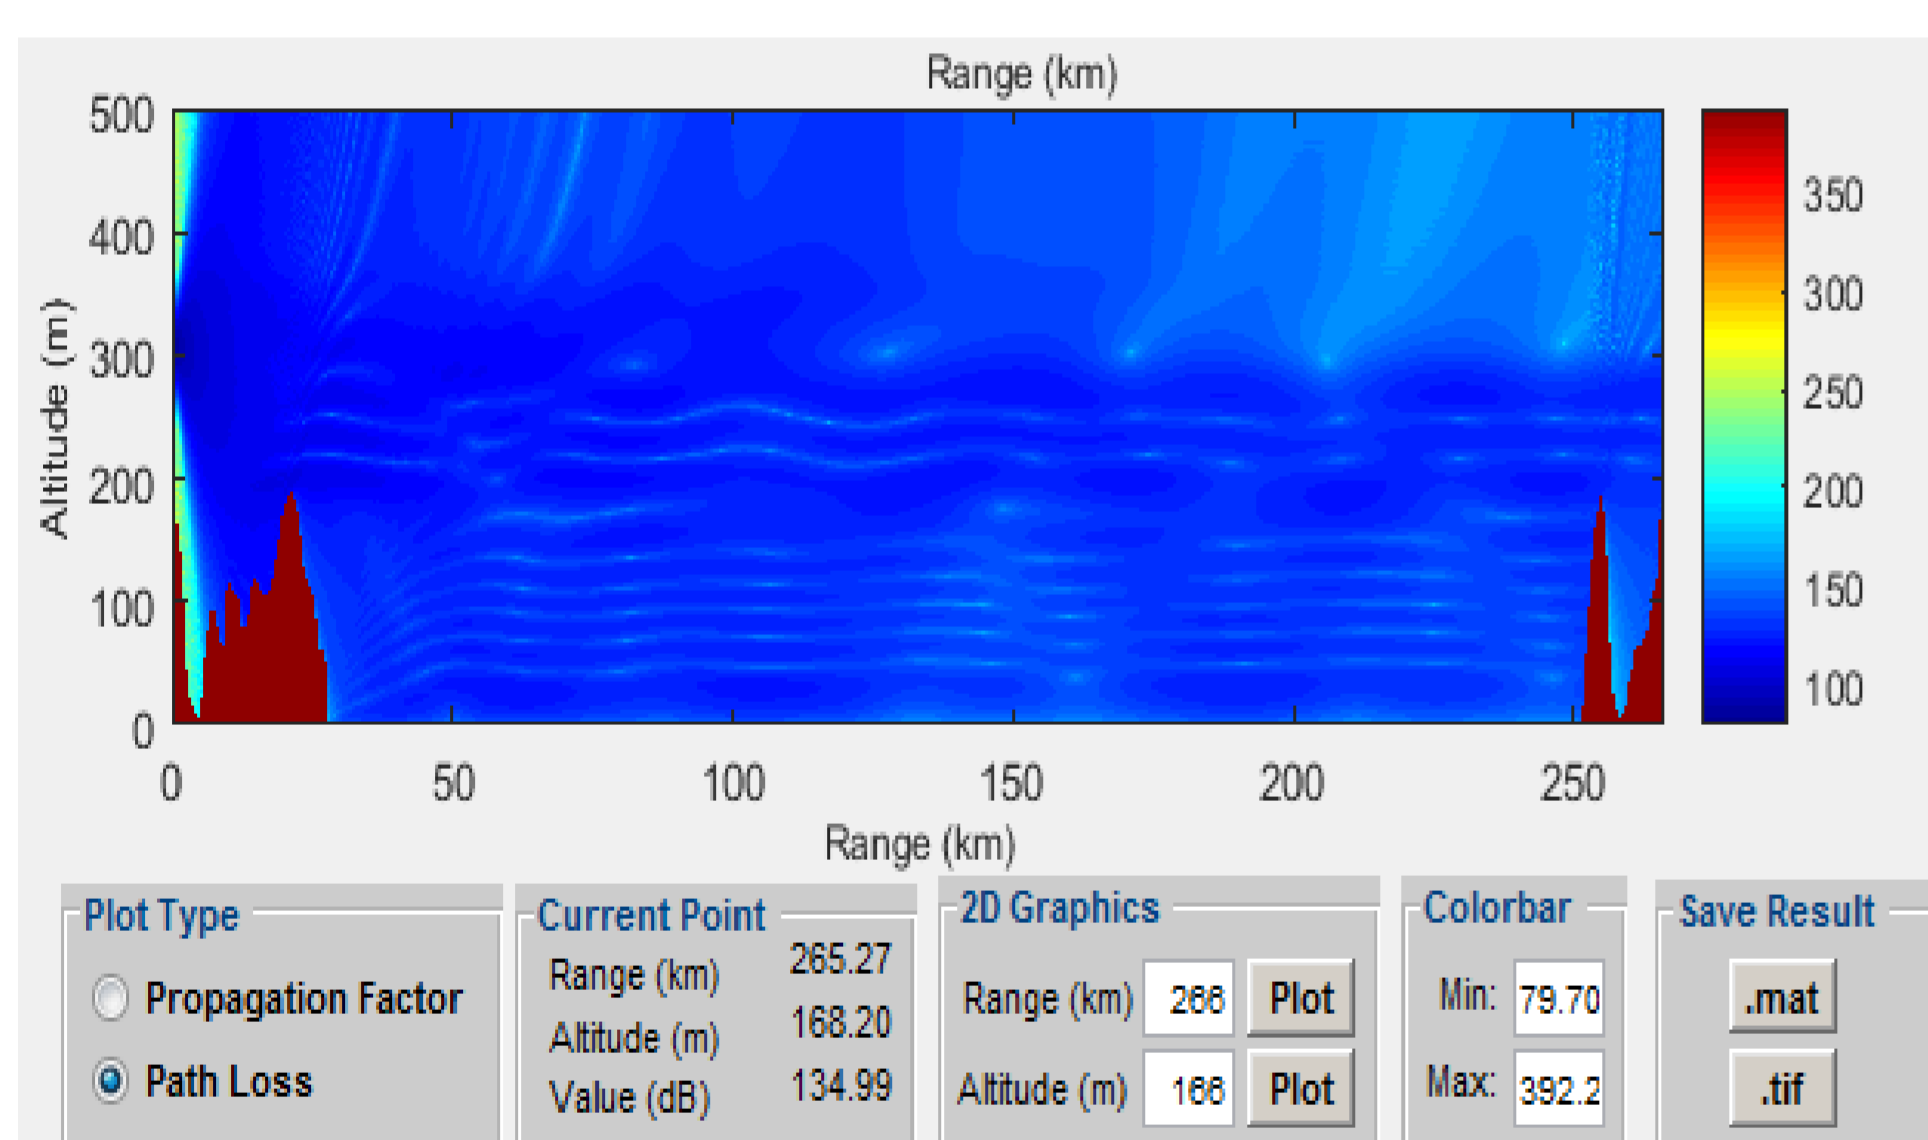 Range (km)
500
400
300
200
100
0
Altitude (m)
0 50 100 150 200 250
Range (km)
350
300
250
200
150
100
Plot Type
Propagation Factor
Path Loss
Current Point
Range (km) 265.27
Altitude (m) 168.20
Value (dB) 134.99
2D Graphics
Range (km) 266 Plot
Altitude (m) 166 Plot
Colorbar
Min: 79.70
Max: 392.2
Save Result
.mat
.tif